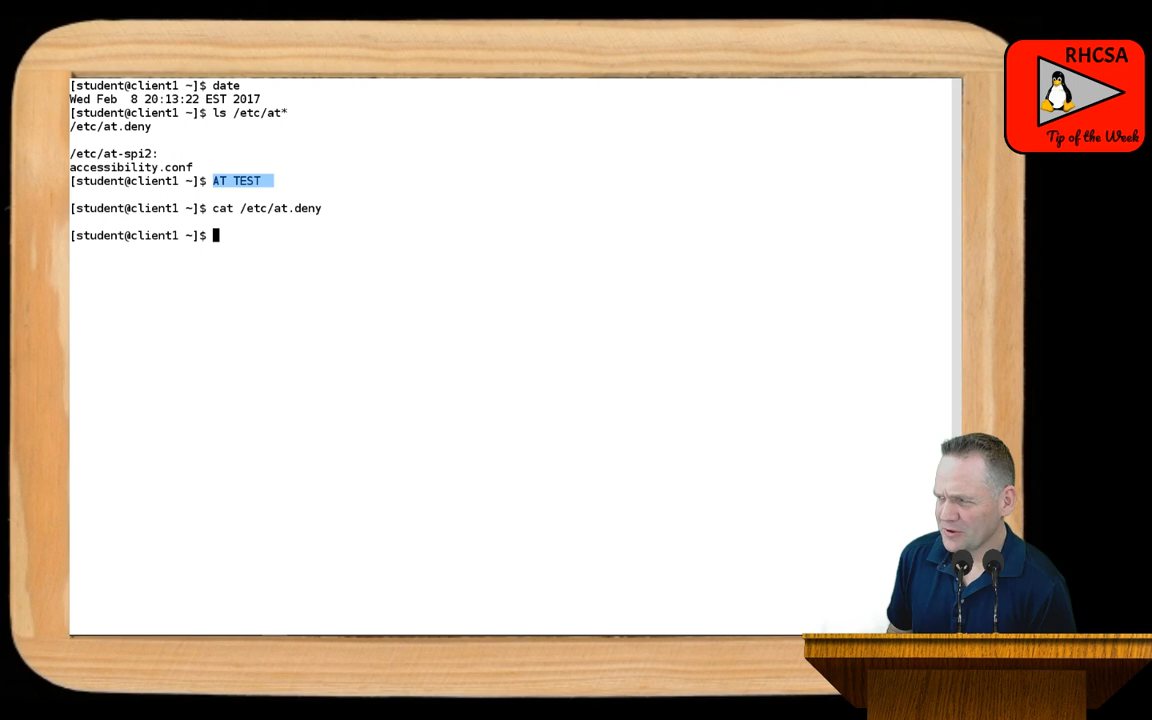 [student@client1 ~]$ date
Wed Feb  8 20:13:22 EST 2017
[student@client1 ~]$ ls /etc/at*
/etc/at.deny
/etc/at-spi2:
accessibility.conf
[student@client1 ~]$ AT TEST
[student@client1 ~]$ cat /etc/at.deny
[student@client1 ~]$
RHCSA
Tip of the Week